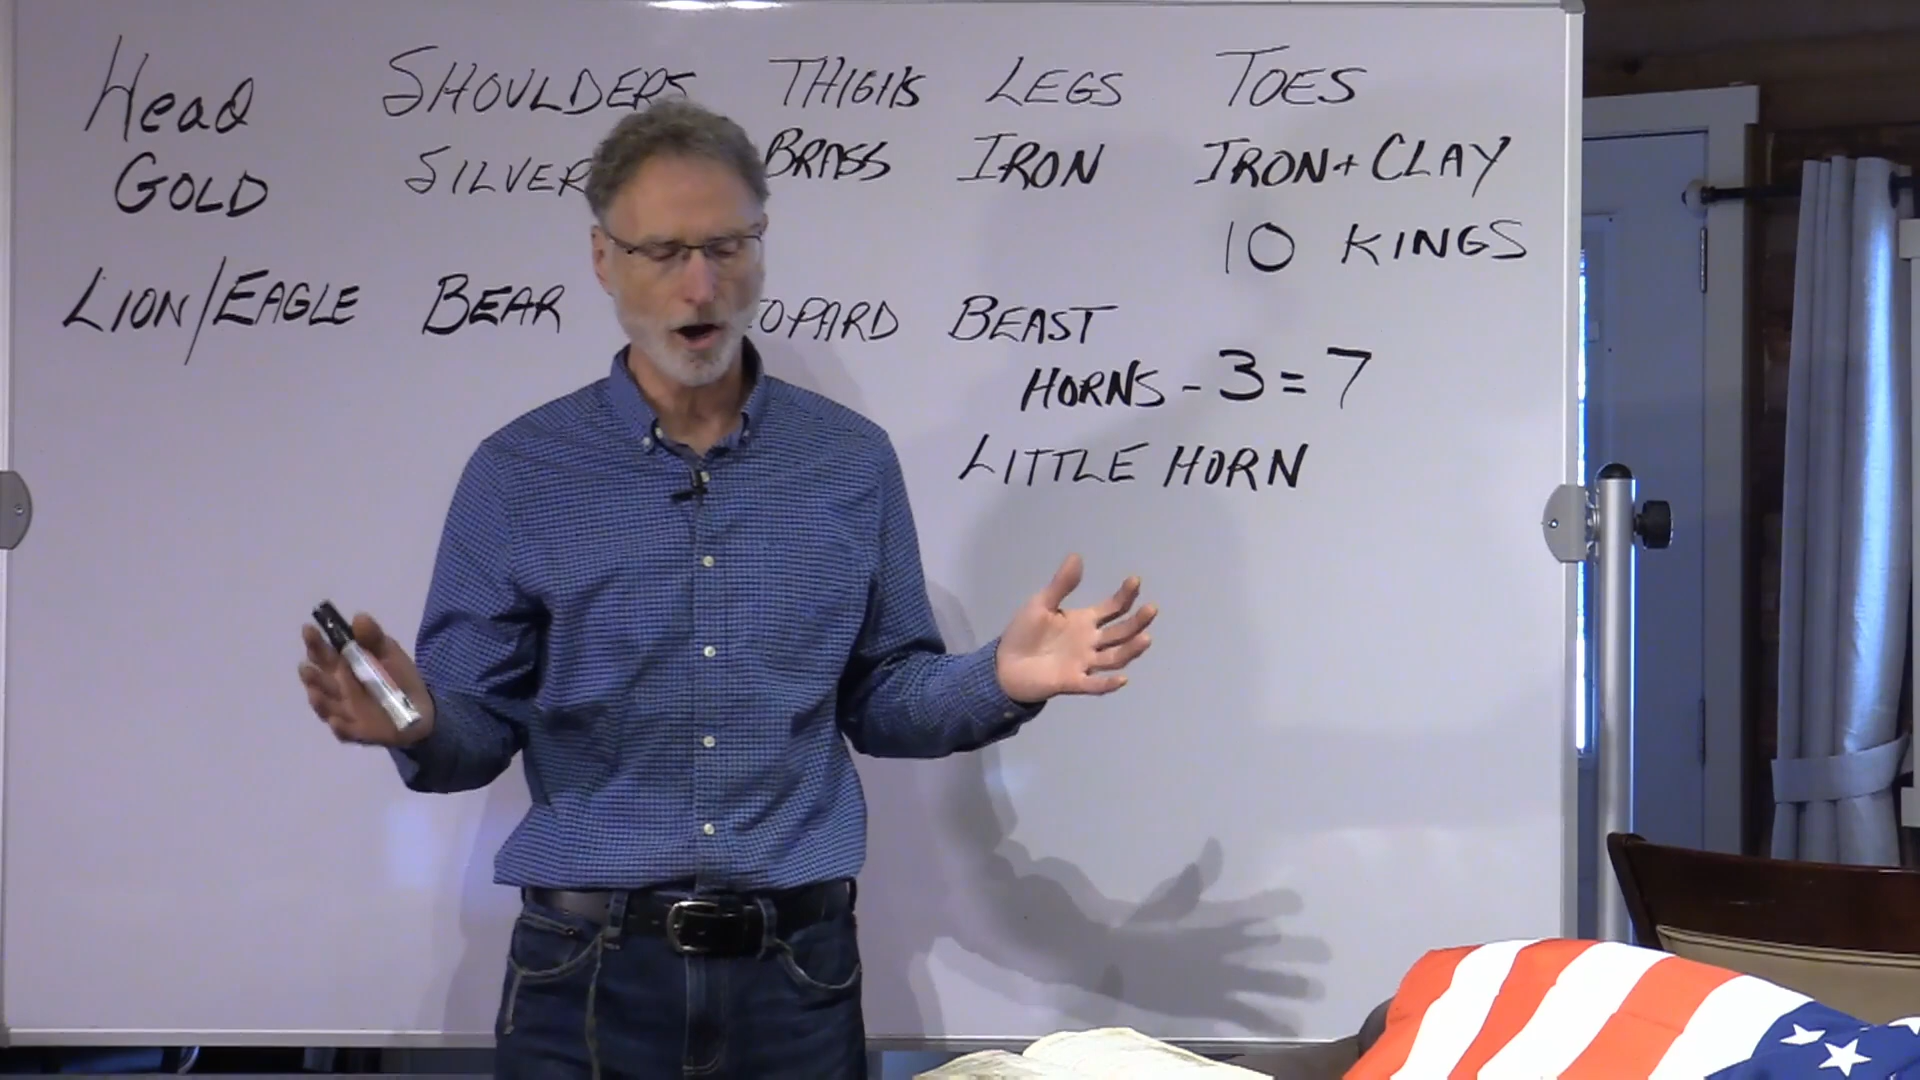 Head SHOULDERS THIGHS LEGS TOES
GOLD SILVER BRASS IRON IRON + CLAY
10 KINGS
LION/EAGLE BEAR OPARD BEAST
HORNS - 3 = 7
LITTLE HORN